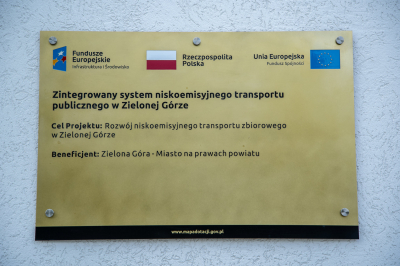 Fundusze
Europejskie
Infrastruktura i Środowisko
Rzeczpospolita
Polska
Unia Europejska
Fundusz Spójności
Zintegrowany system niskoemisyjnego transportu
publicznego w Zielonej Górze
Cel Projektu: Rozwój niskoemisyjnego transportu zbiorowego
w Zielonej Górze
Beneficjent: Zielona Góra - Miasto na prawach powiatu
www.mapadotacji.gov.pl